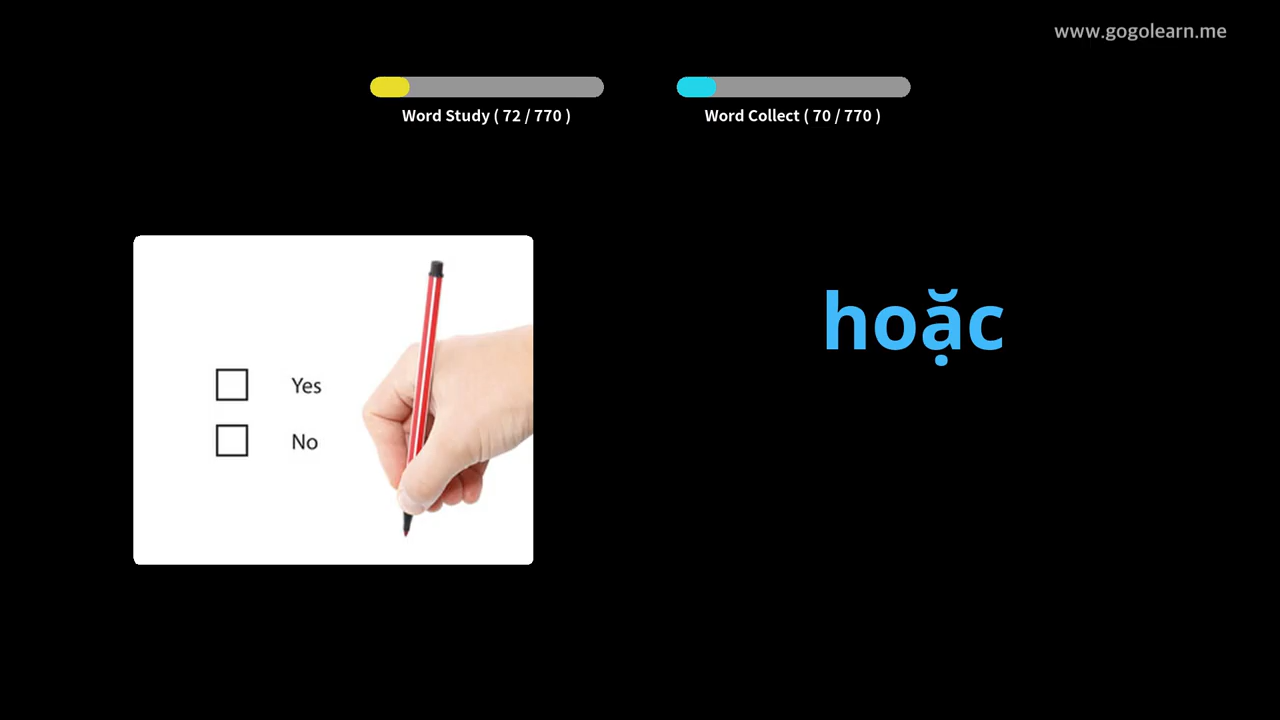 www.gogolearn.me
Word Study ( 72 / 770 )
Word Collect ( 70 / 770 )
hoặc
Yes
No